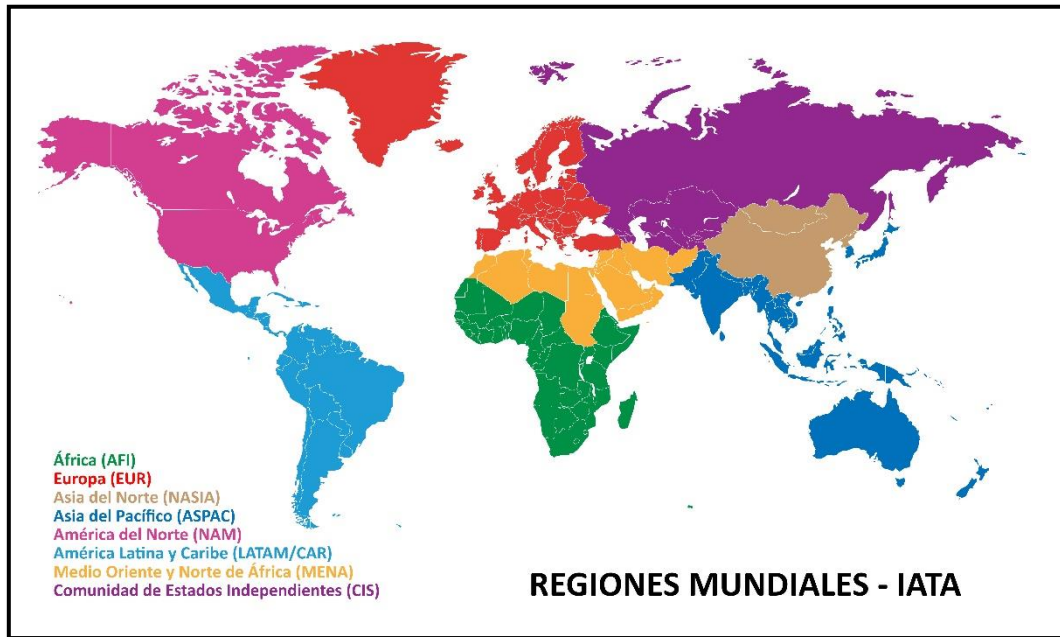 África (AFI)
Europa (EUR)
Asia del Norte (NASIA)
Asia del Pacífico (ASPAC)
América del Norte (NAM)
América Latina y Caribe (LATAM/CAR)
Medio Oriente y Norte de África (MENA)
Comunidad de Estados Independientes (CIS)
REGIONES MUNDIALES - IATA